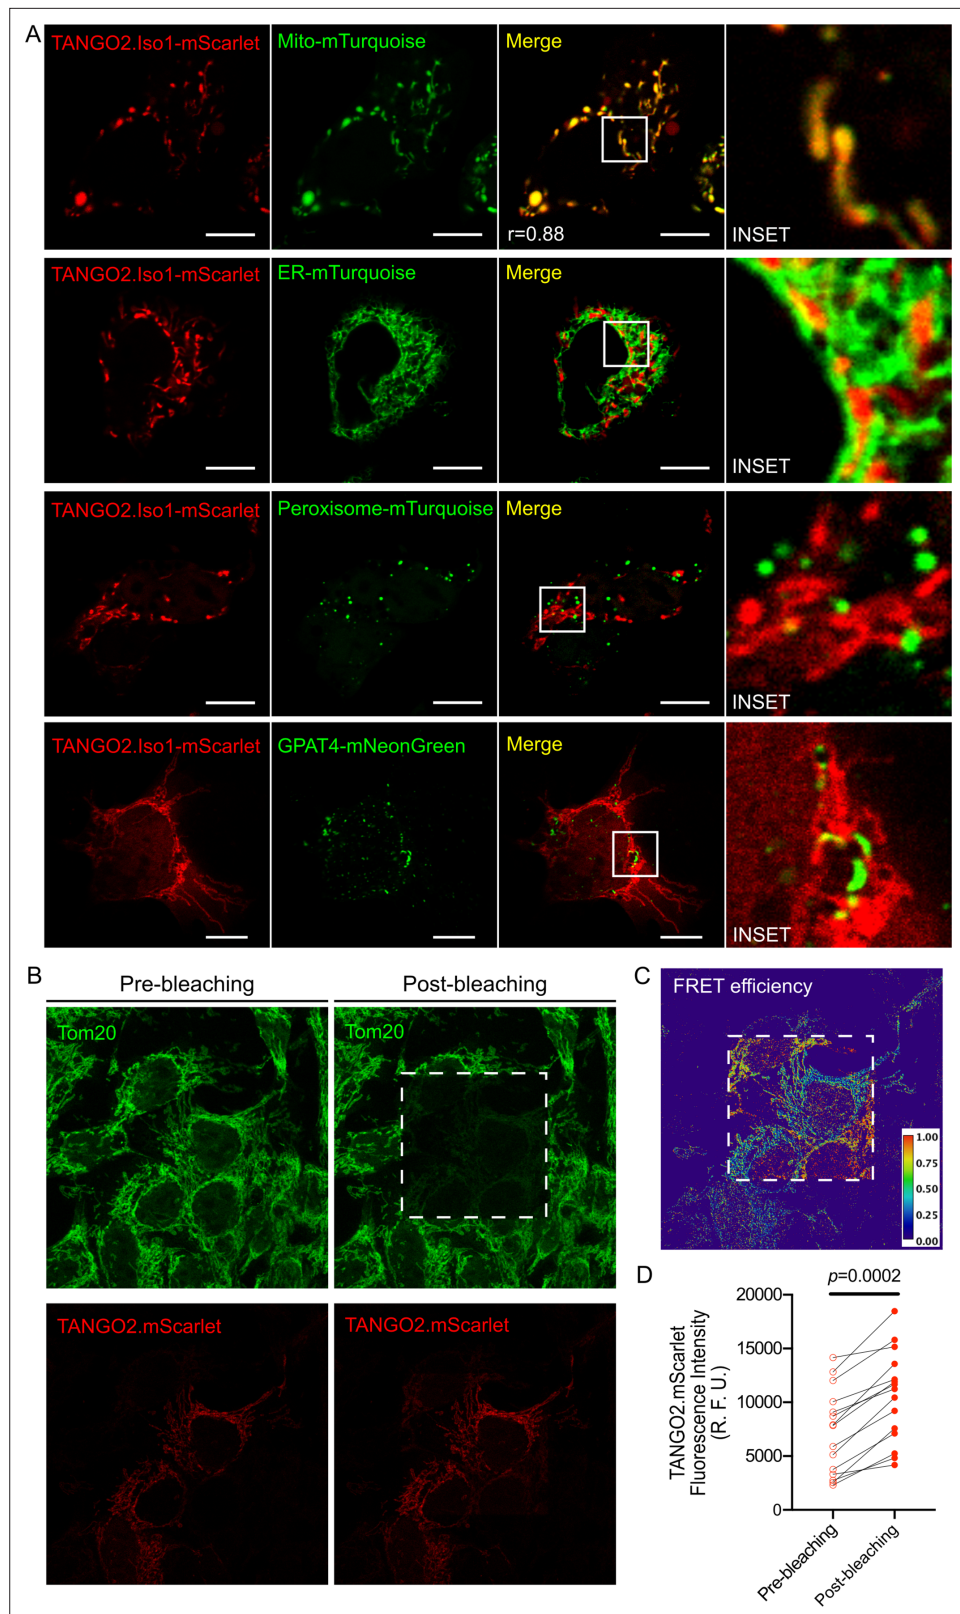 A
TANGO2.Iso1-mScarlet
Mito-mTurquoise
Merge
r=0.88
INSET
TANGO2.Iso1-mScarlet
ER-mTurquoise
Merge
INSET
TANGO2.Iso1-mScarlet
Peroxisome-mTurquoise
Merge
INSET
TANGO2.Iso1-mScarlet
GPAT4-mNeonGreen
Merge
INSET
B
Pre-bleaching
Post-bleaching
Tom20
Tom20
TANGO2.mScarlet
TANGO2.mScarlet
C
FRET efficiency
1.00
0.75
0.50
0.25
0.00
D
p=0.0002
TANGO2.mScarlet
Fluorescence Intensity
(R. F. U.)
20000
15000
10000
5000
0
Pre-bleaching
Post-bleaching